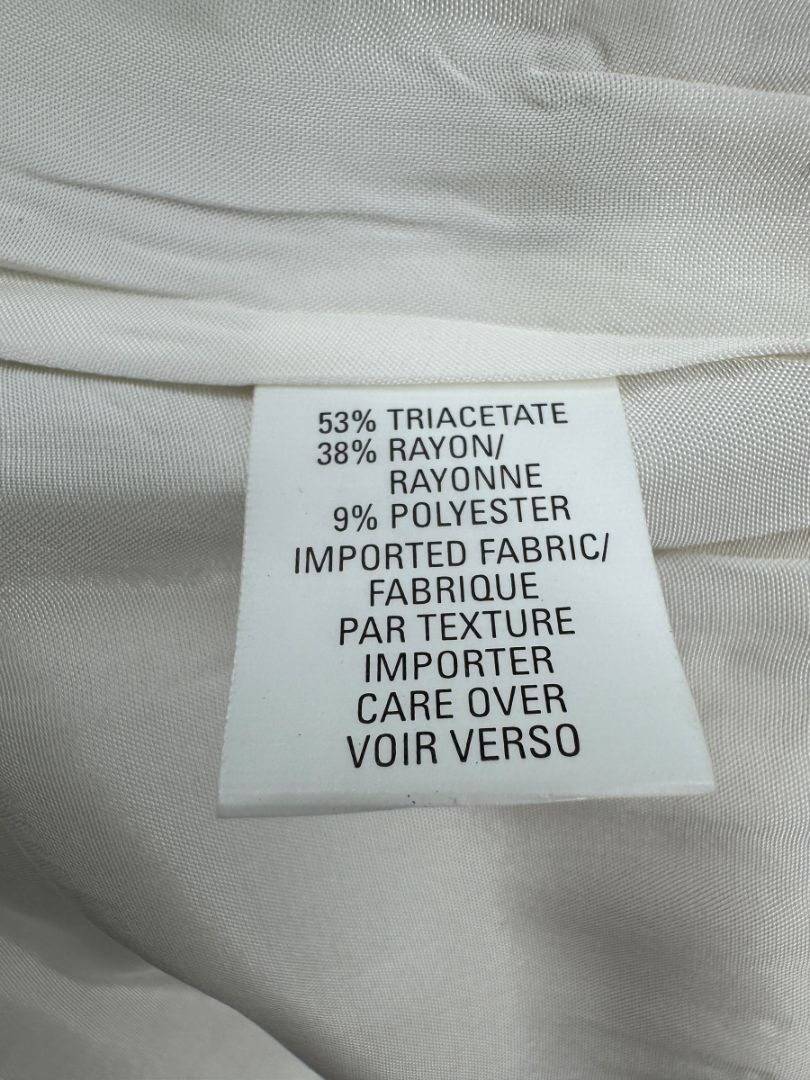 53% TRIACETATE
38% RAYON/
RAYONNE
9% POLYESTER
IMPORTED FABRIC/
FABRIQUE
PAR TEXTURE
IMPORTER
CARE OVER
VOIR VERSO